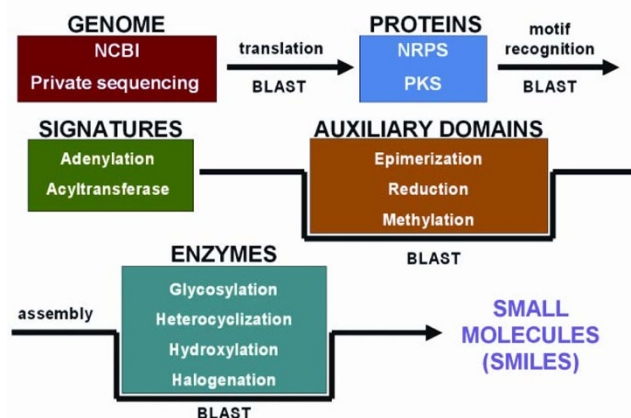 GENOME
NCBI
Private sequencing
translation
BLAST
PROTEINS
NRPS
PKS
motif
recognition
BLAST
SIGNATURES
Adenylation
Acyltransferase
AUXILIARY DOMAINS
Epimerization
Reduction
Methylation
BLAST
assembly
ENZYMES
Glycosylation
Heterocyclization
Hydroxylation
Halogenation
BLAST
SMALL
MOLECULES
(SMILES)